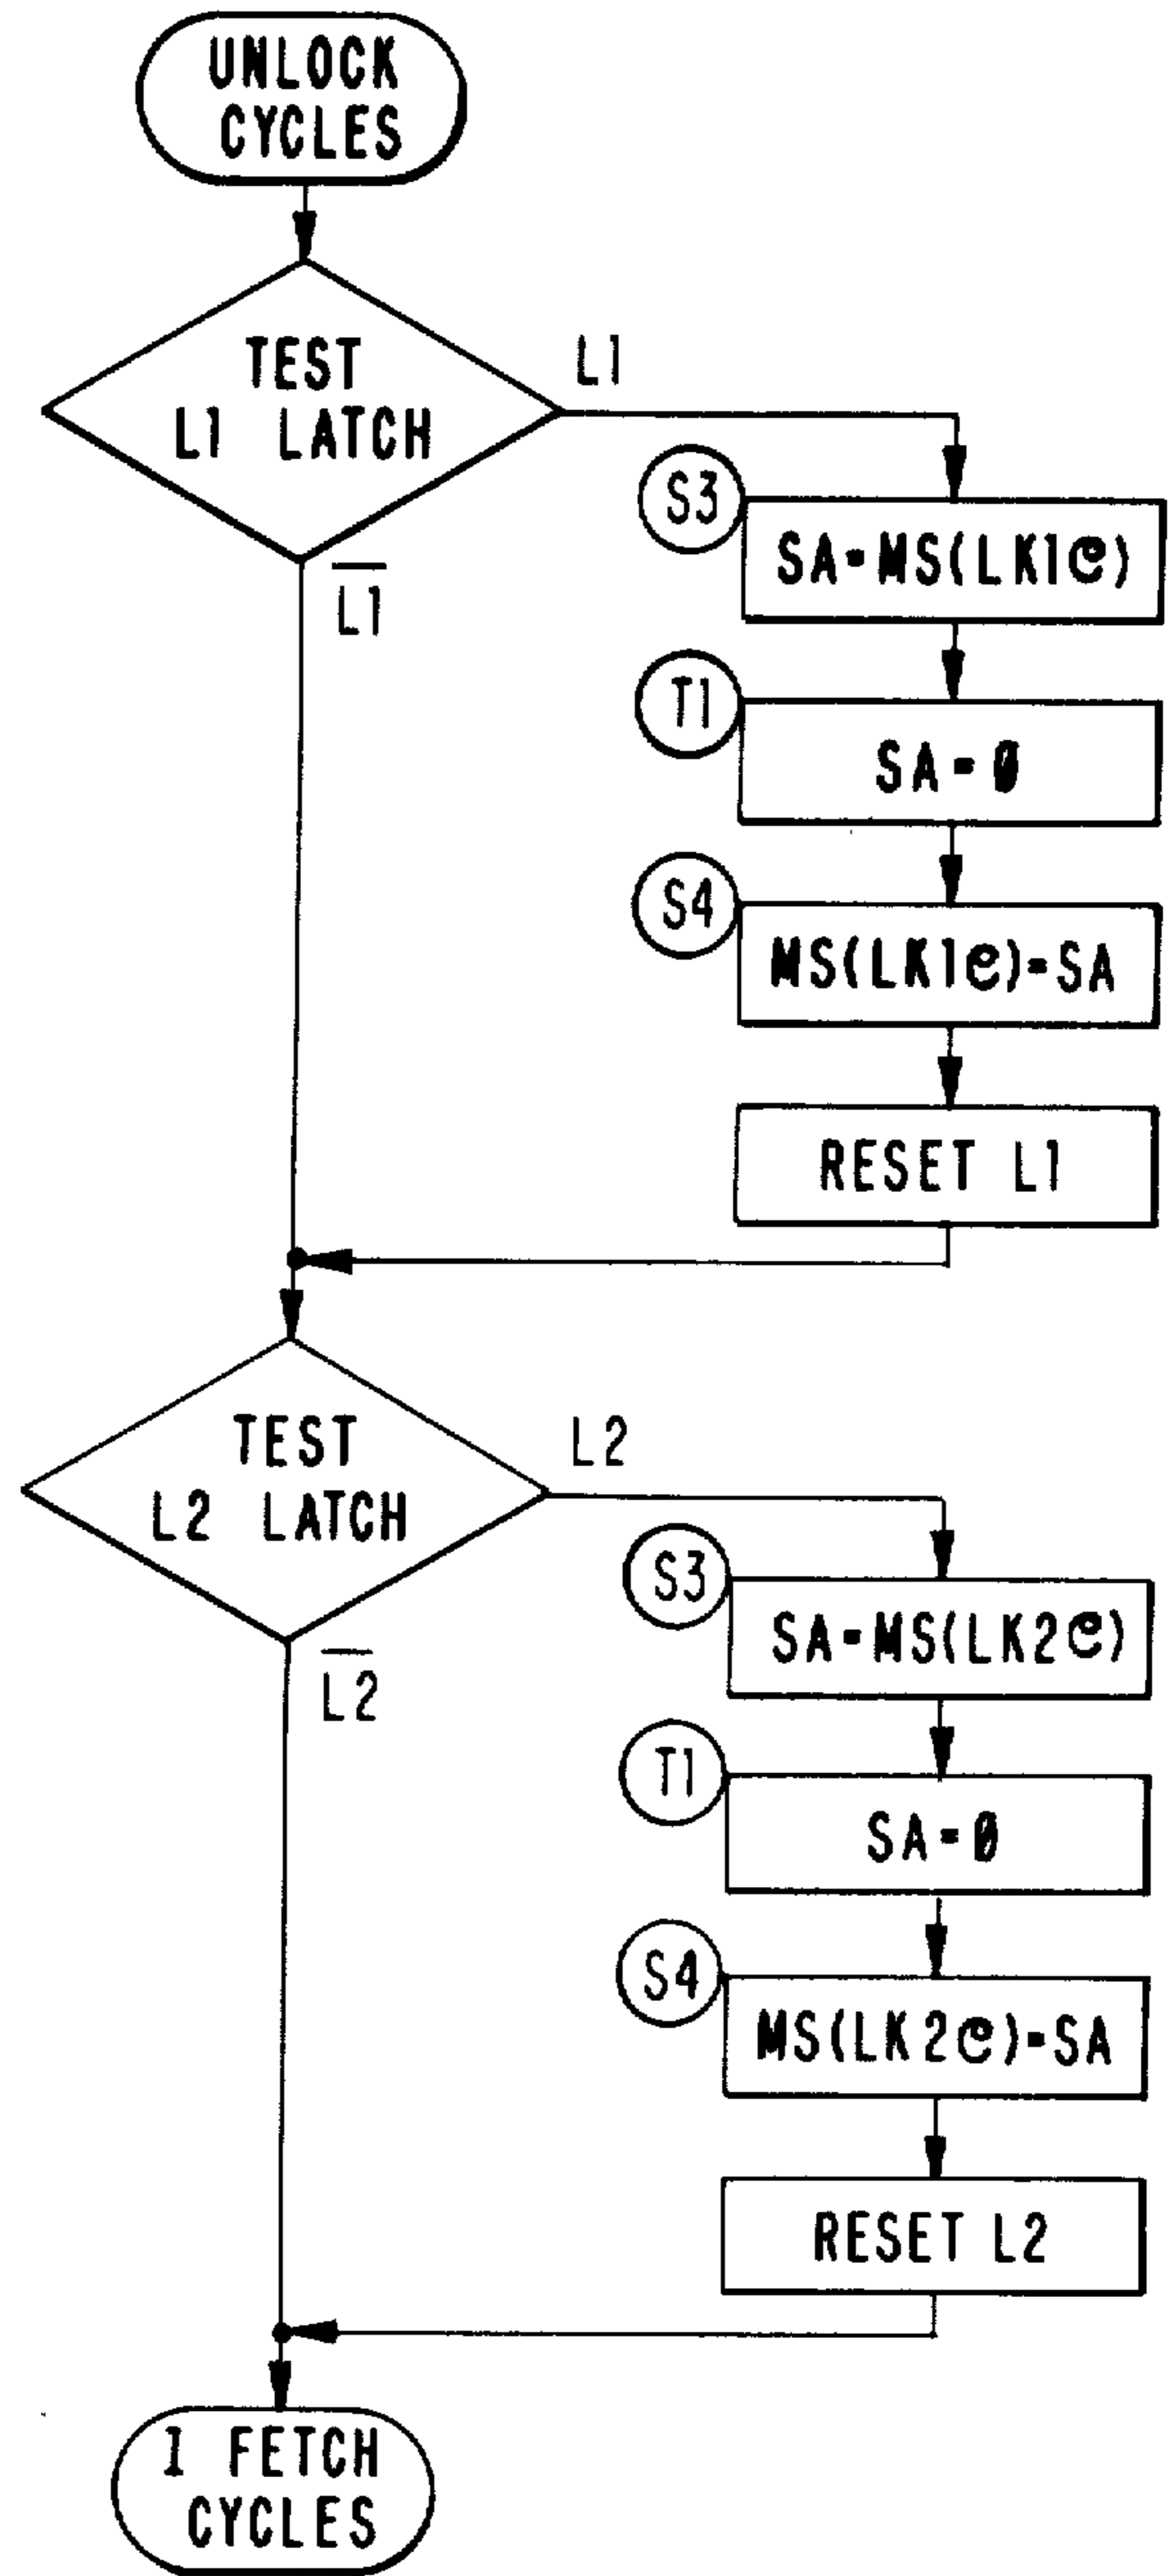 UNLOCK
CYCLES
TEST
L1 LATCH
L1
L1̅
S3
SA=MS(LK1@)
T1
SA=Ø
S4
MS(LK1@)=SA
RESET L1
TEST
L2 LATCH
L2
L2̅
S3
SA=MS(LK2@)
T1
SA=Ø
S4
MS(LK2@)=SA
RESET L2
I FETCH
CYCLES